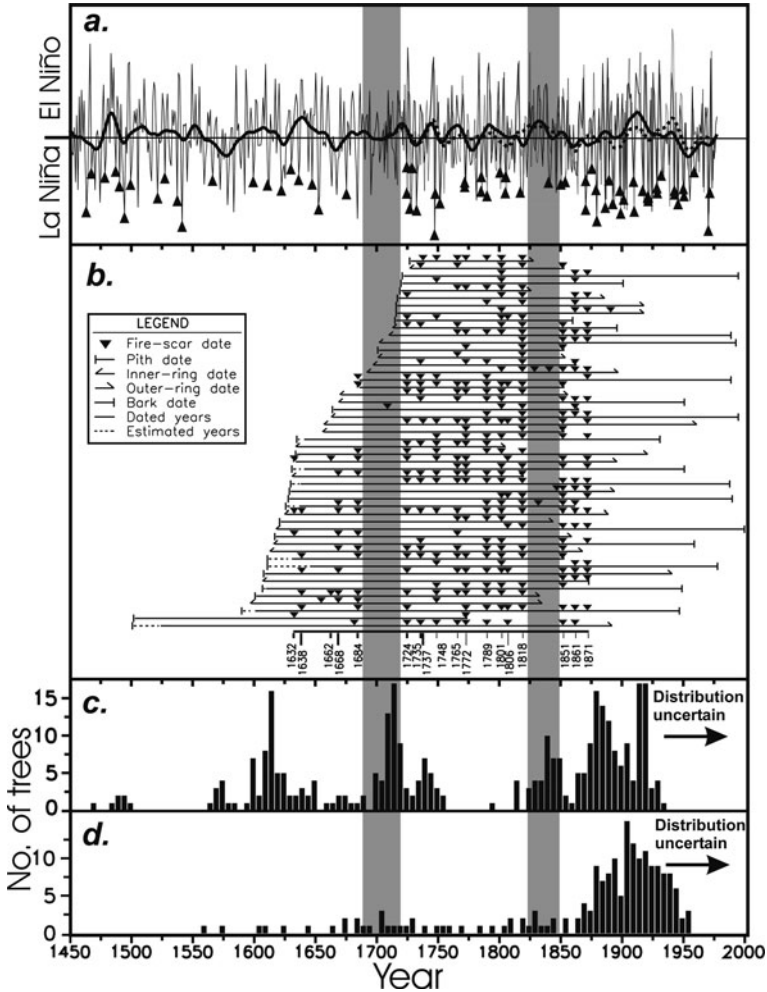 a.
La Niña | El Niño
b.
LEGEND
Fire-scar date
Pith date
Inner-ring date
Outer-ring date
Bark date
Dated years
Estimated years
1632
1638
1662
1668
1684
1724
1735
1737
1748
1765
1772
1789
1801
1806
1818
1851
1861
1871
c.
15
10
5
0
Distribution
uncertain
No. of trees
d.
10
5
0
Distribution
uncertain
1450 1500 1550 1600 1650 1700 1750 1800 1850 1900 1950 2000
Year